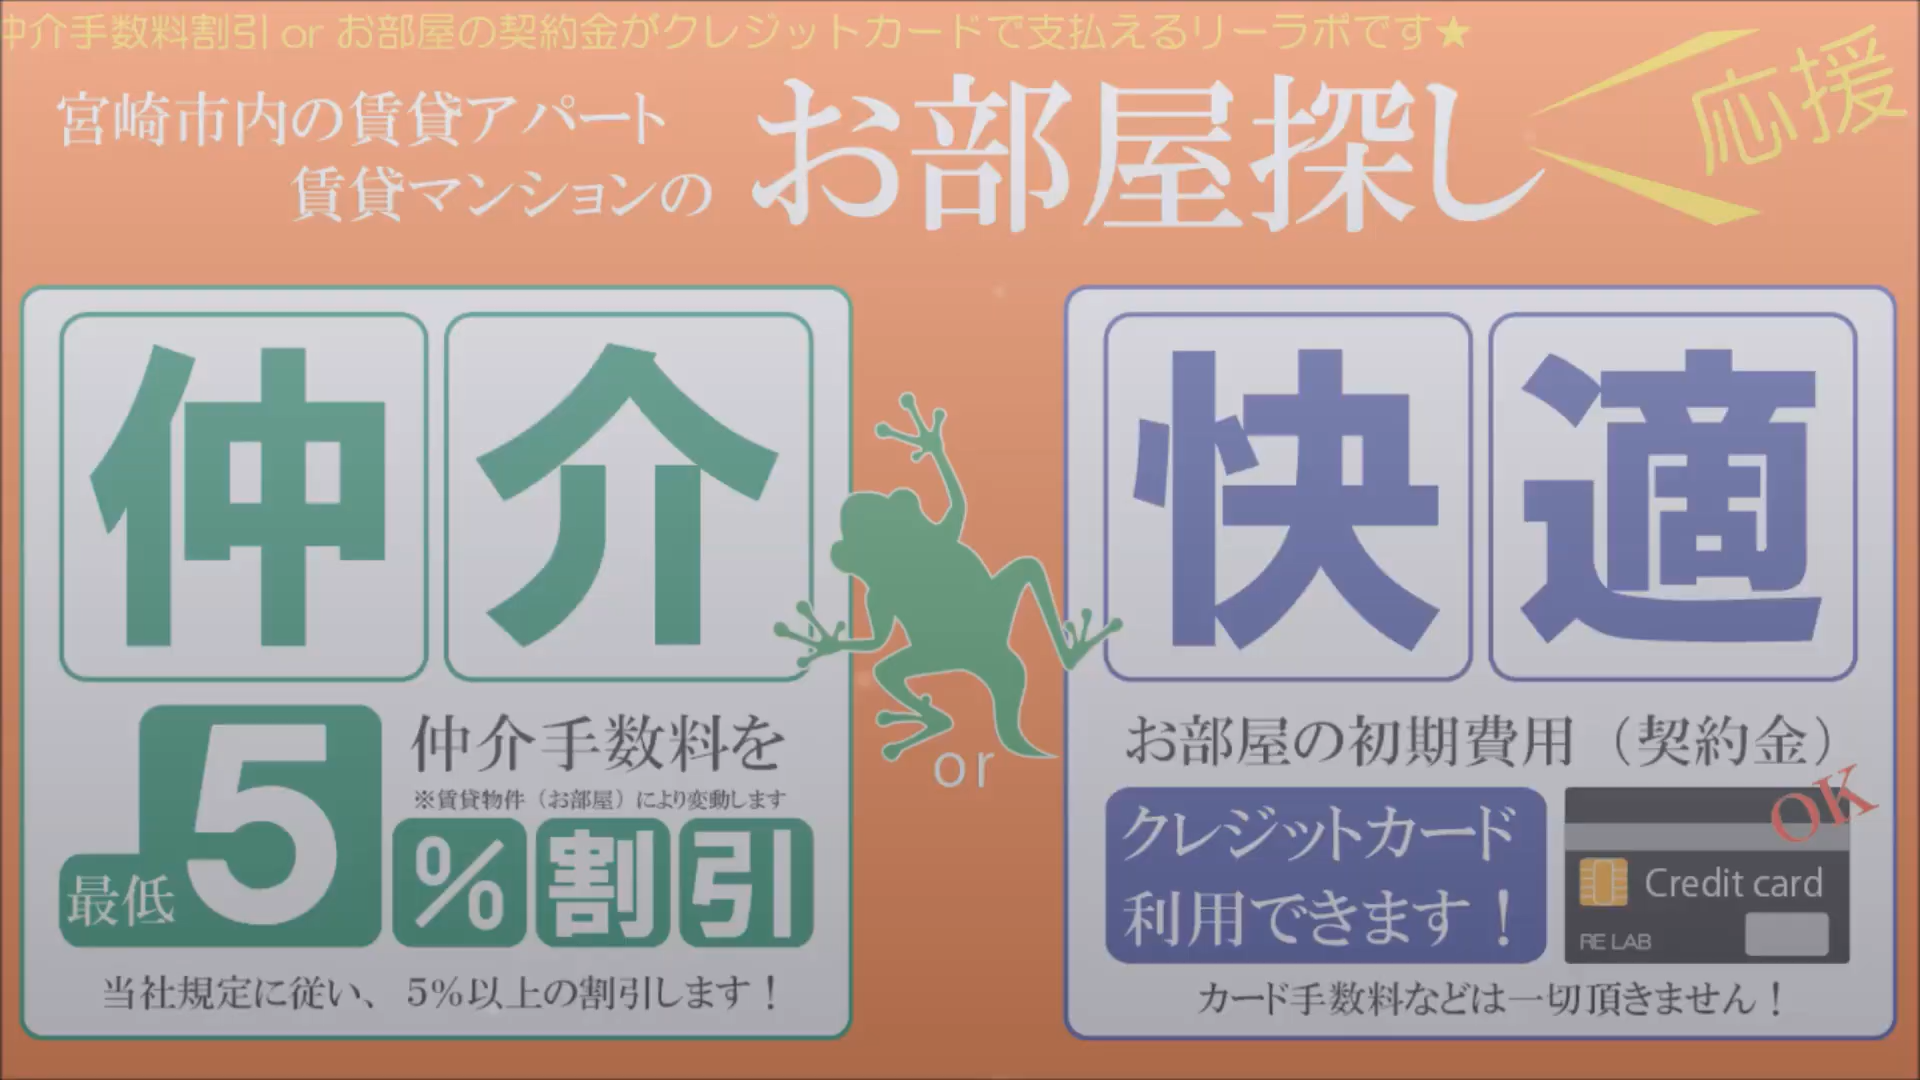 仲介手数料割引 or お部屋の契約金がクレジットカードで支払えるリーラボです★
宮崎市内の賃貸アパート
賃貸マンションの
お部屋探し
応援
仲介
仲介手数料を
※賃貸物件（お部屋）により変動します
最低5%割引
当社規定に従い、5%以上の割引します！
or
快適
お部屋の初期費用（契約金）
クレジットカード
利用できます！
OK
Credit card
RE LAB
カード手数料などは一切頂きません！